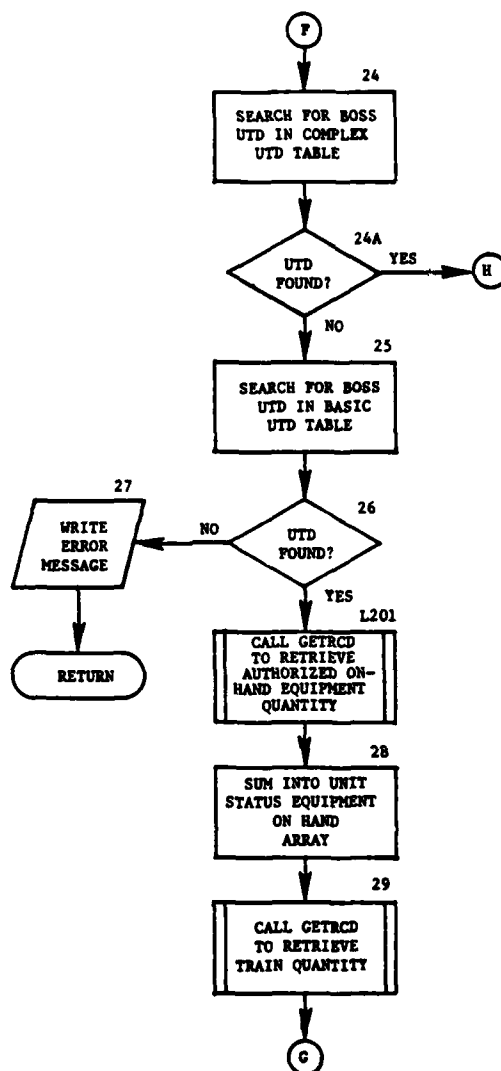 F
24
SEARCH FOR BOSS
UTD IN COMPLEX
UTD TABLE
24A
UTD
FOUND?
YES
H
NO
25
SEARCH FOR BOSS
UTD IN BASIC
UTD TABLE
26
UTD
FOUND?
NO
27
WRITE
ERROR
MESSAGE
RETURN
YES
L201
CALL GETRCD
TO RETRIEVE
AUTHORIZED ON-
HAND EQUIPMENT
QUANTITY
28
SUM INTO UNIT
STATUS EQUIPMENT
ON HAND
ARRAY
29
CALL GETRCD
TO RETRIEVE
TRAIN QUANTITY
G